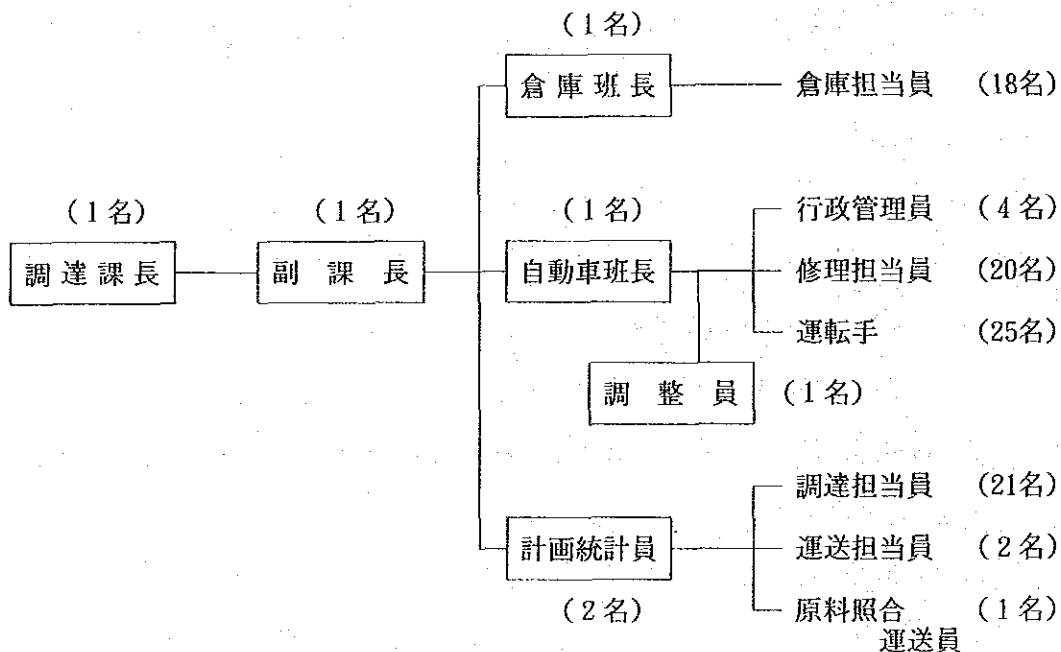 (1名)
倉庫班長 倉庫担当員 (18名)
(1名) (1名) (1名) 行政管理員 (4名)
調達課長 副課長 自動車班長 修理担当員 (20名)
運転手 (25名)
調整員 (1名)
調達担当員 (21名)
計画統計員 運送担当員 (2名)
(2名) 原料照合 (1名)
運送員